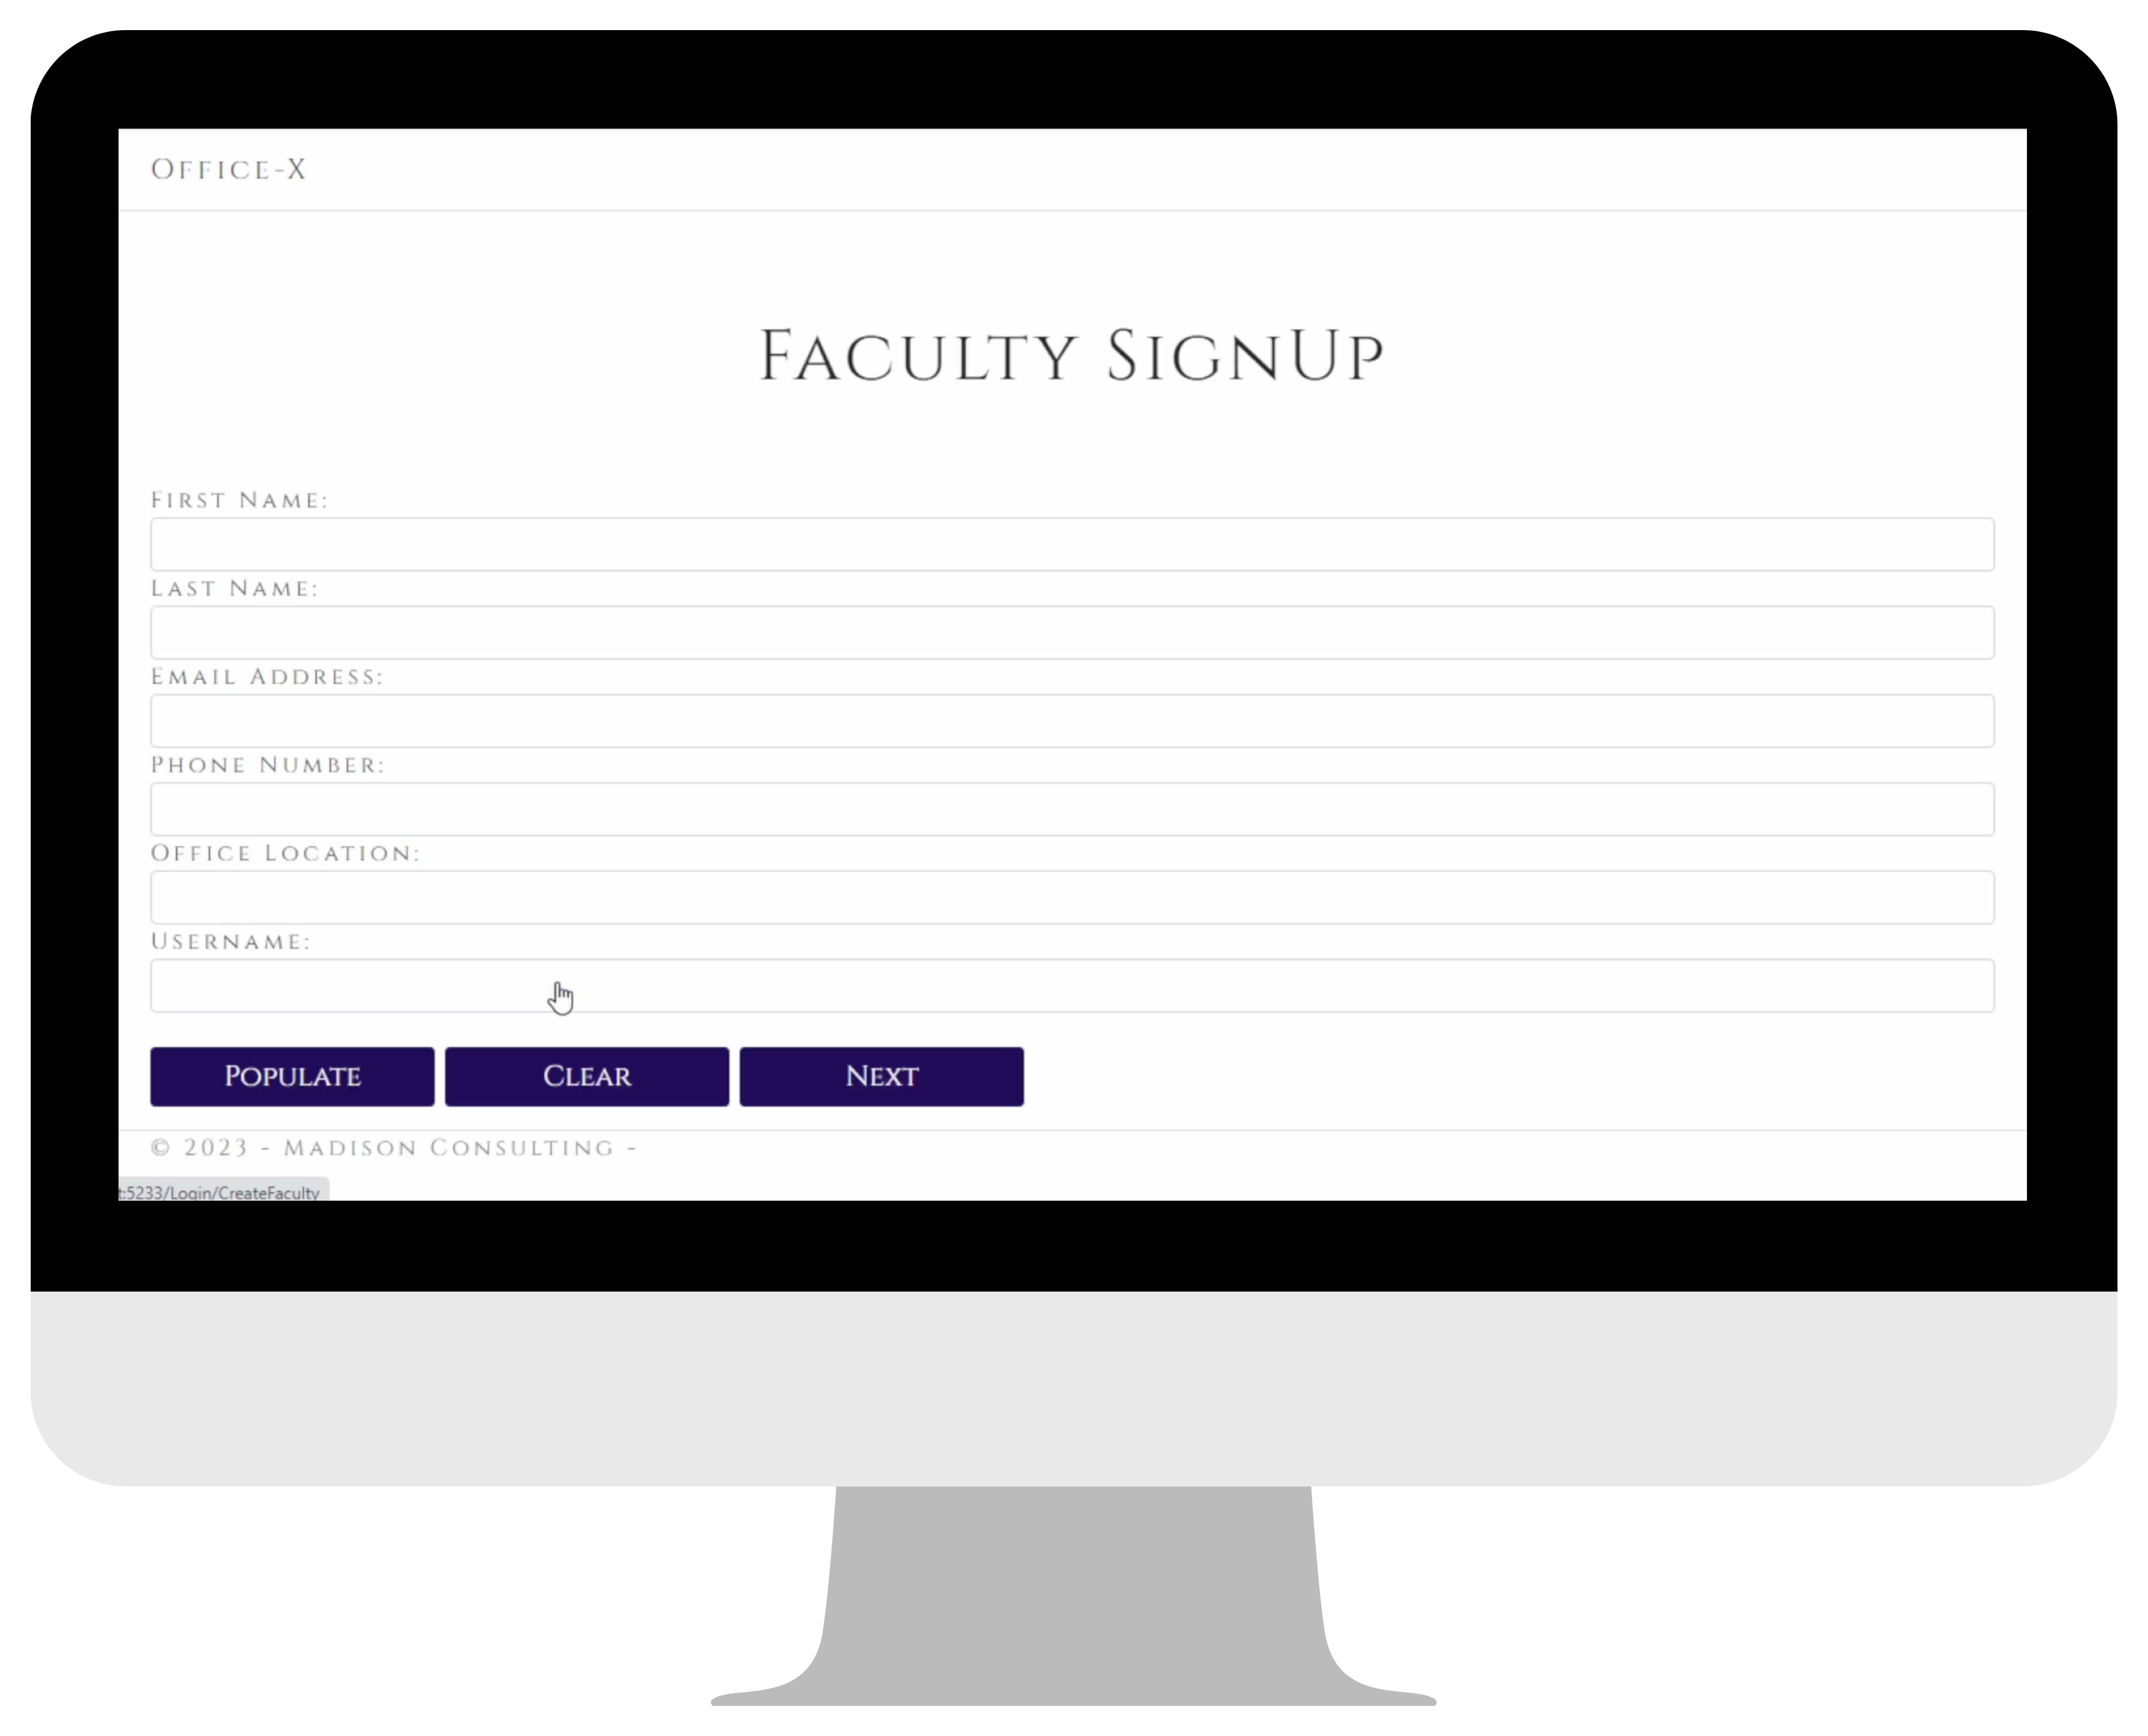 Office-X
Faculty SignUp
First Name:
Last Name:
Email Address:
Phone Number:
Office Location:
Username:
Populate Clear Next
© 2023 - Madison Consulting -
t:5233/Login/CreateFaculty